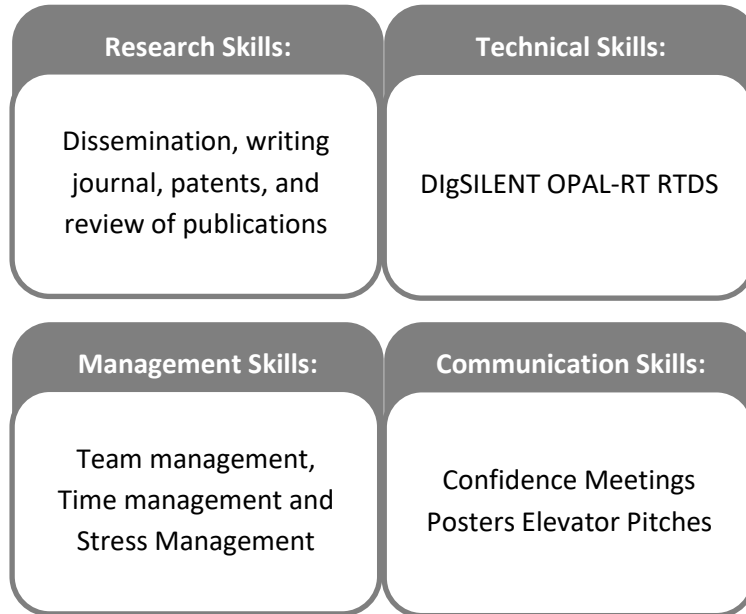 Research Skills:
Dissemination, writing
journal, patents, and
review of publications
Technical Skills:
DIgSILENT OPAL-RT RTDS
Management Skills:
Team management,
Time management and
Stress Management
Communication Skills:
Confidence Meetings
Posters Elevator Pitches